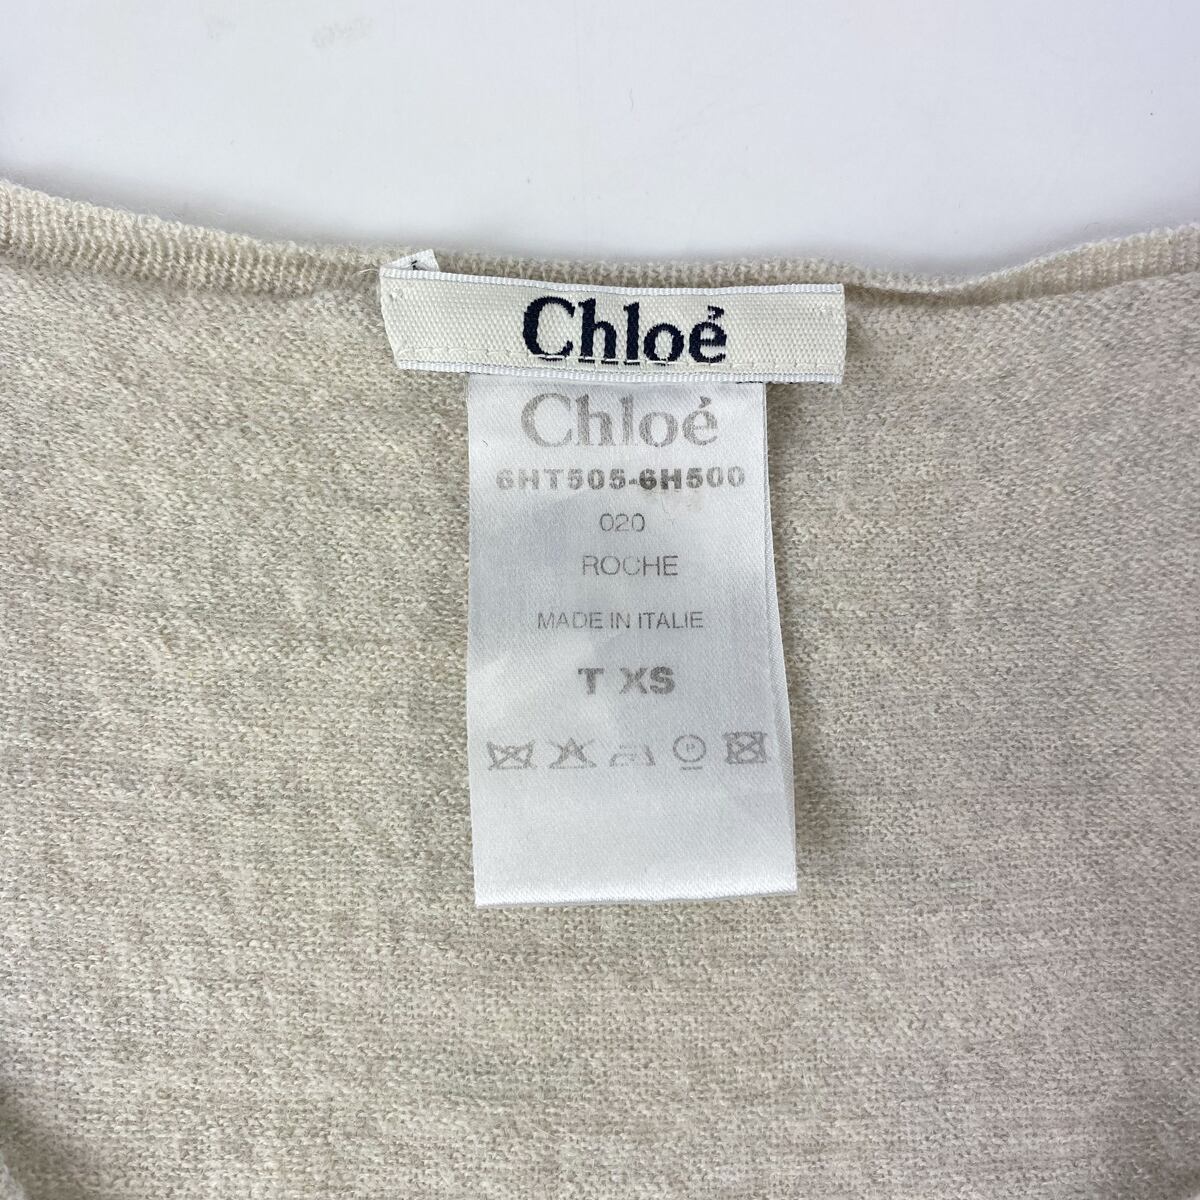 Chloé
Chloé
6HT505-6H500
020
ROCHE
MADE IN ITALIE
T XS